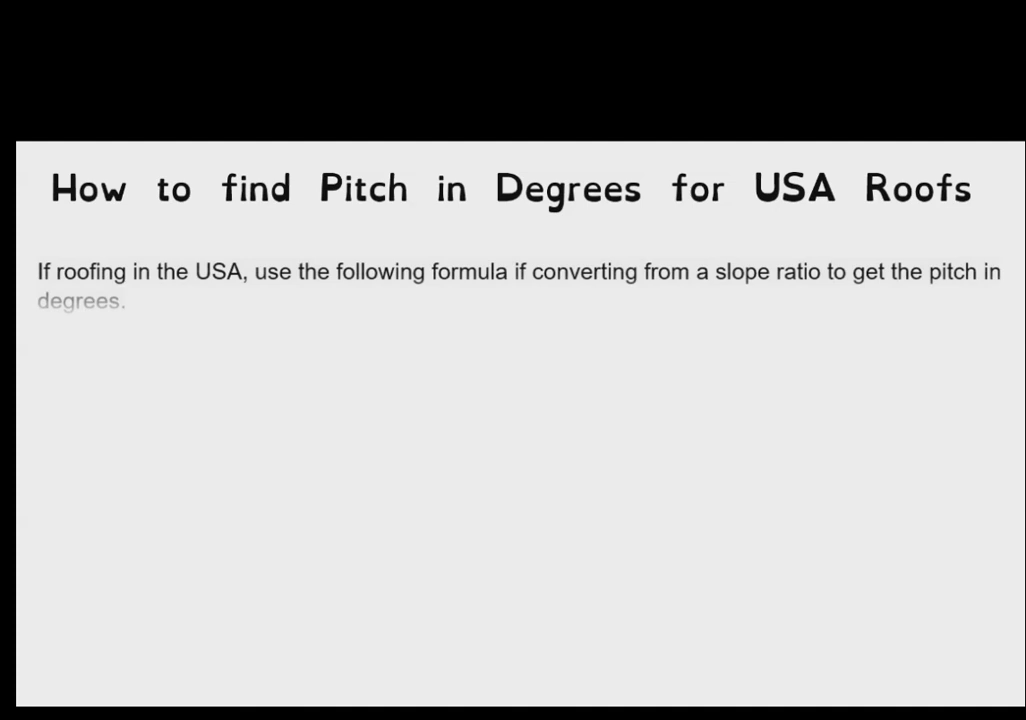 How to find Pitch in Degrees for USA Roofs
If roofing in the USA, use the following formula if converting from a slope ratio to get the pitch in
degrees.